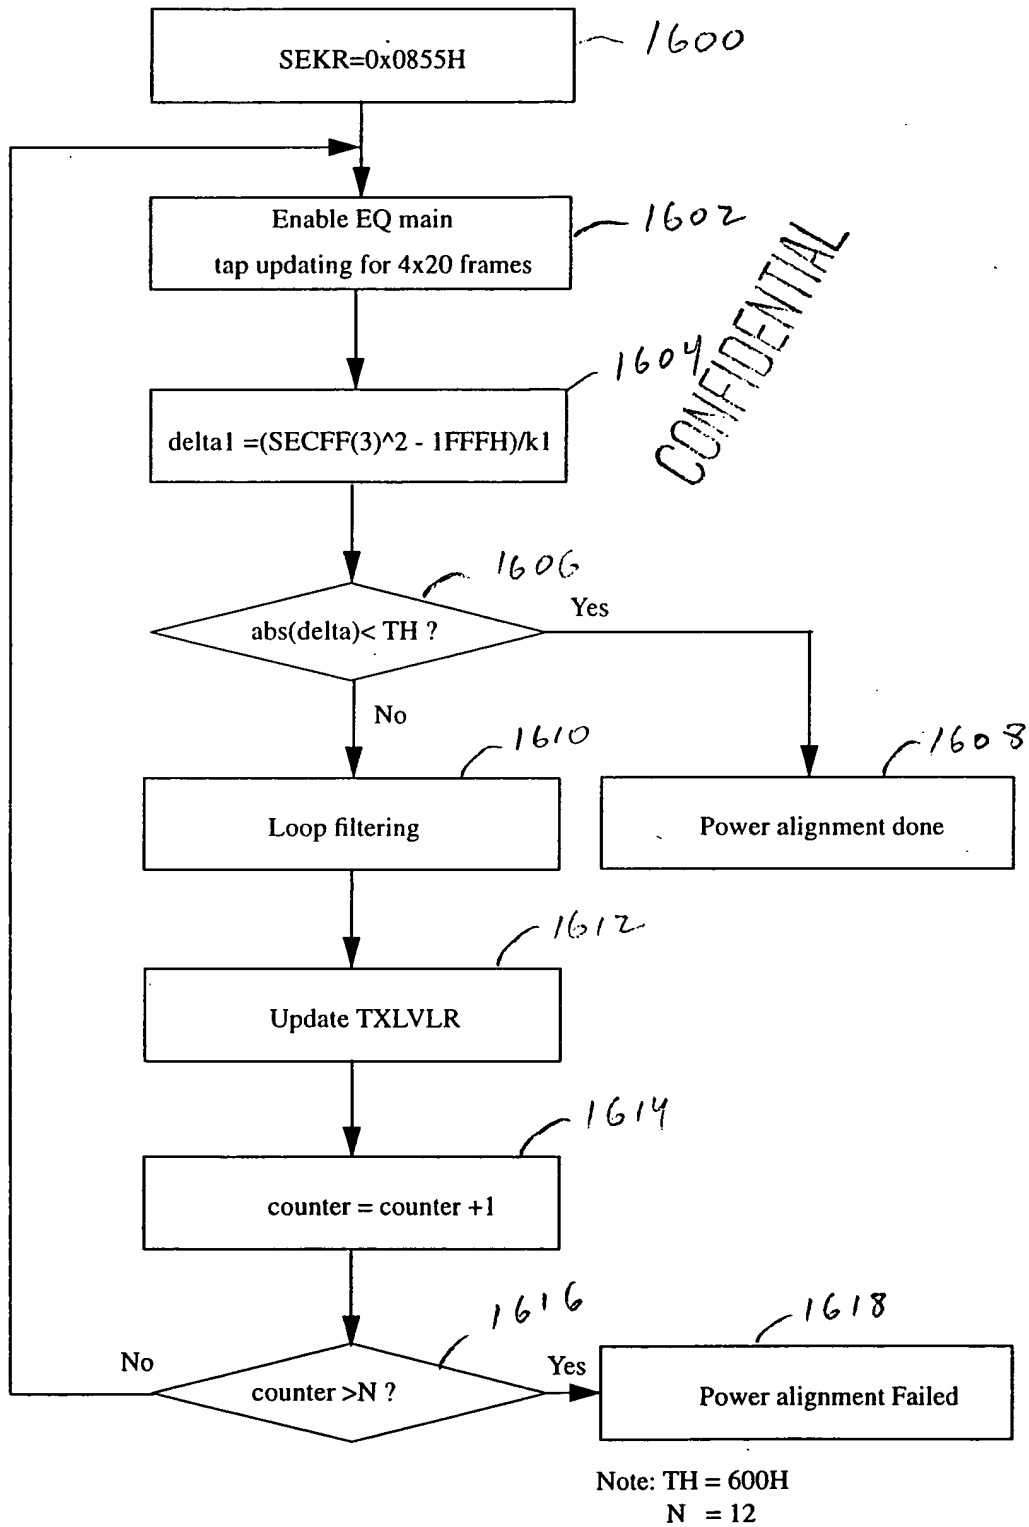 SEKR=0x0855H
1600
Enable EQ main
tap updating for 4x20 frames
1602
CONFIDENTIAL
delta1 =(SECFF(3)^2 - 1FFFH)/k1
1604
abs(delta)< TH ?
1606
Yes
No
Loop filtering
1610
Power alignment done
1608
Update TXLVLR
1612
counter = counter +1
1614
counter >N ?
1616
No
Yes
Power alignment Failed
1618
Note: TH = 600H
N = 12